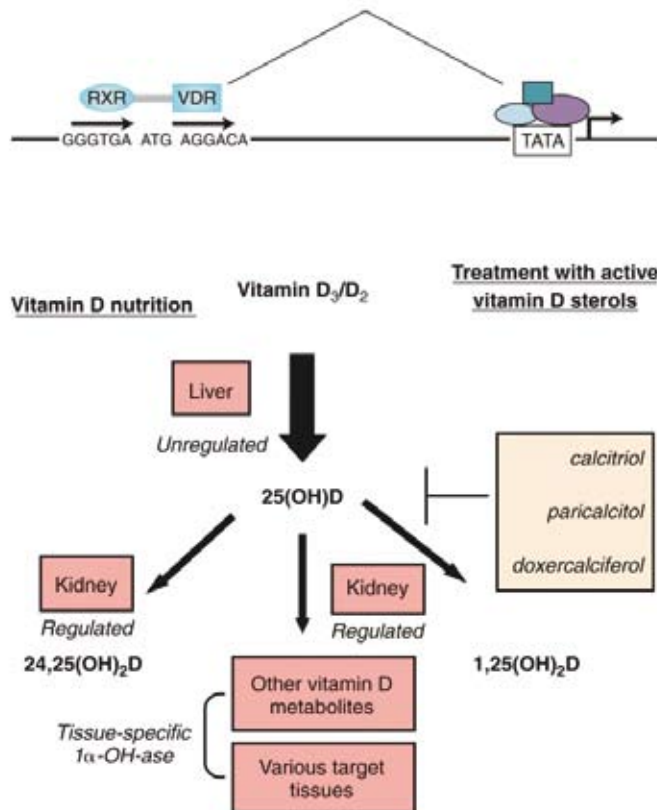 RXR VDR
GGGTGA ATG AGGACA
TATA
Vitamin D nutrition
Vitamin D₃/D₂
Treatment with active
vitamin D sterols
Liver
Unregulated
25(OH)D
calcitriol
paricalcitol
doxercalciferol
Kidney
Regulated
24,25(OH)₂D
Kidney
Regulated
1,25(OH)₂D
Other vitamin D
metabolites
Tissue-specific
1α-OH-ase
Various target
tissues